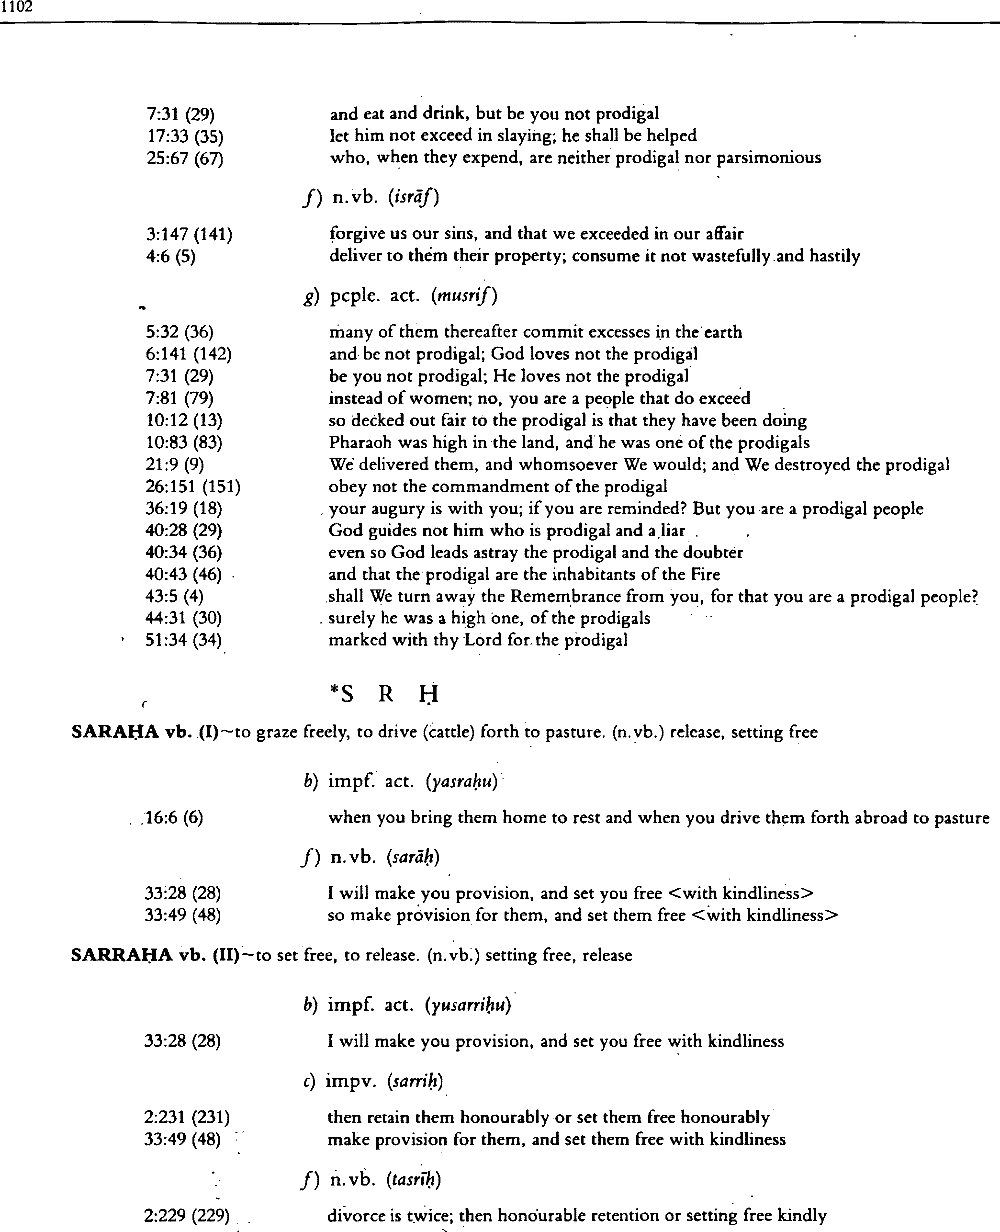 1102
7:31 (29) and eat and drink, but be you not prodigal
17:33 (35) let him not exceed in slaying; he shall be helped
25:67 (67) who, when they expend, are neither prodigal nor parsimonious
f) n.vb. (isrāf)
3:147 (141) forgive us our sins, and that we exceeded in our affair
4:6 (5) deliver to them their property; consume it not wastefully and hastily
g) pcple. act. (musrif)
5:32 (36) many of them thereafter commit excesses in the earth
6:141 (142) and be not prodigal; God loves not the prodigal
7:31 (29) be you not prodigal; He loves not the prodigal
7:81 (79) instead of women; no, you are a people that do exceed
10:12 (13) so decked out fair to the prodigal is that they have been doing
10:83 (83) Pharaoh was high in the land, and he was one of the prodigals
21:9 (9) We delivered them, and whomsoever We would; and We destroyed the prodigal
26:151 (151) obey not the commandment of the prodigal
36:19 (18) your augury is with you; if you are reminded? But you are a prodigal people
40:28 (29) God guides not him who is prodigal and a liar
40:34 (36) even so God leads astray the prodigal and the doubter
40:43 (46) and that the prodigal are the inhabitants of the Fire
43:5 (4) shall We turn away the Remembrance from you, for that you are a prodigal people?
44:31 (30) surely he was a high one, of the prodigals
51:34 (34) marked with thy Lord for the prodigal
*S R Ḥ
SARAḤA vb. (I)~to graze freely, to drive (cattle) forth to pasture. (n.vb.) release, setting free
b) impf. act. (yasraḥu)
16:6 (6) when you bring them home to rest and when you drive them forth abroad to pasture
f) n.vb. (sarāḥ)
33:28 (28) I will make you provision, and set you free <with kindliness>
33:49 (48) so make provision for them, and set them free <with kindliness>
SARRAḤA vb. (II)~to set free, to release. (n.vb.) setting free, release
b) impf. act. (yusarriḥu)
33:28 (28) I will make you provision, and set you free with kindliness
c) impv. (sarriḥ)
2:231 (231) then retain them honourably or set them free honourably
33:49 (48) make provision for them, and set them free with kindliness
f) n.vb. (tasrīḥ)
2:229 (229) divorce is twice; then honourable retention or setting free kindly